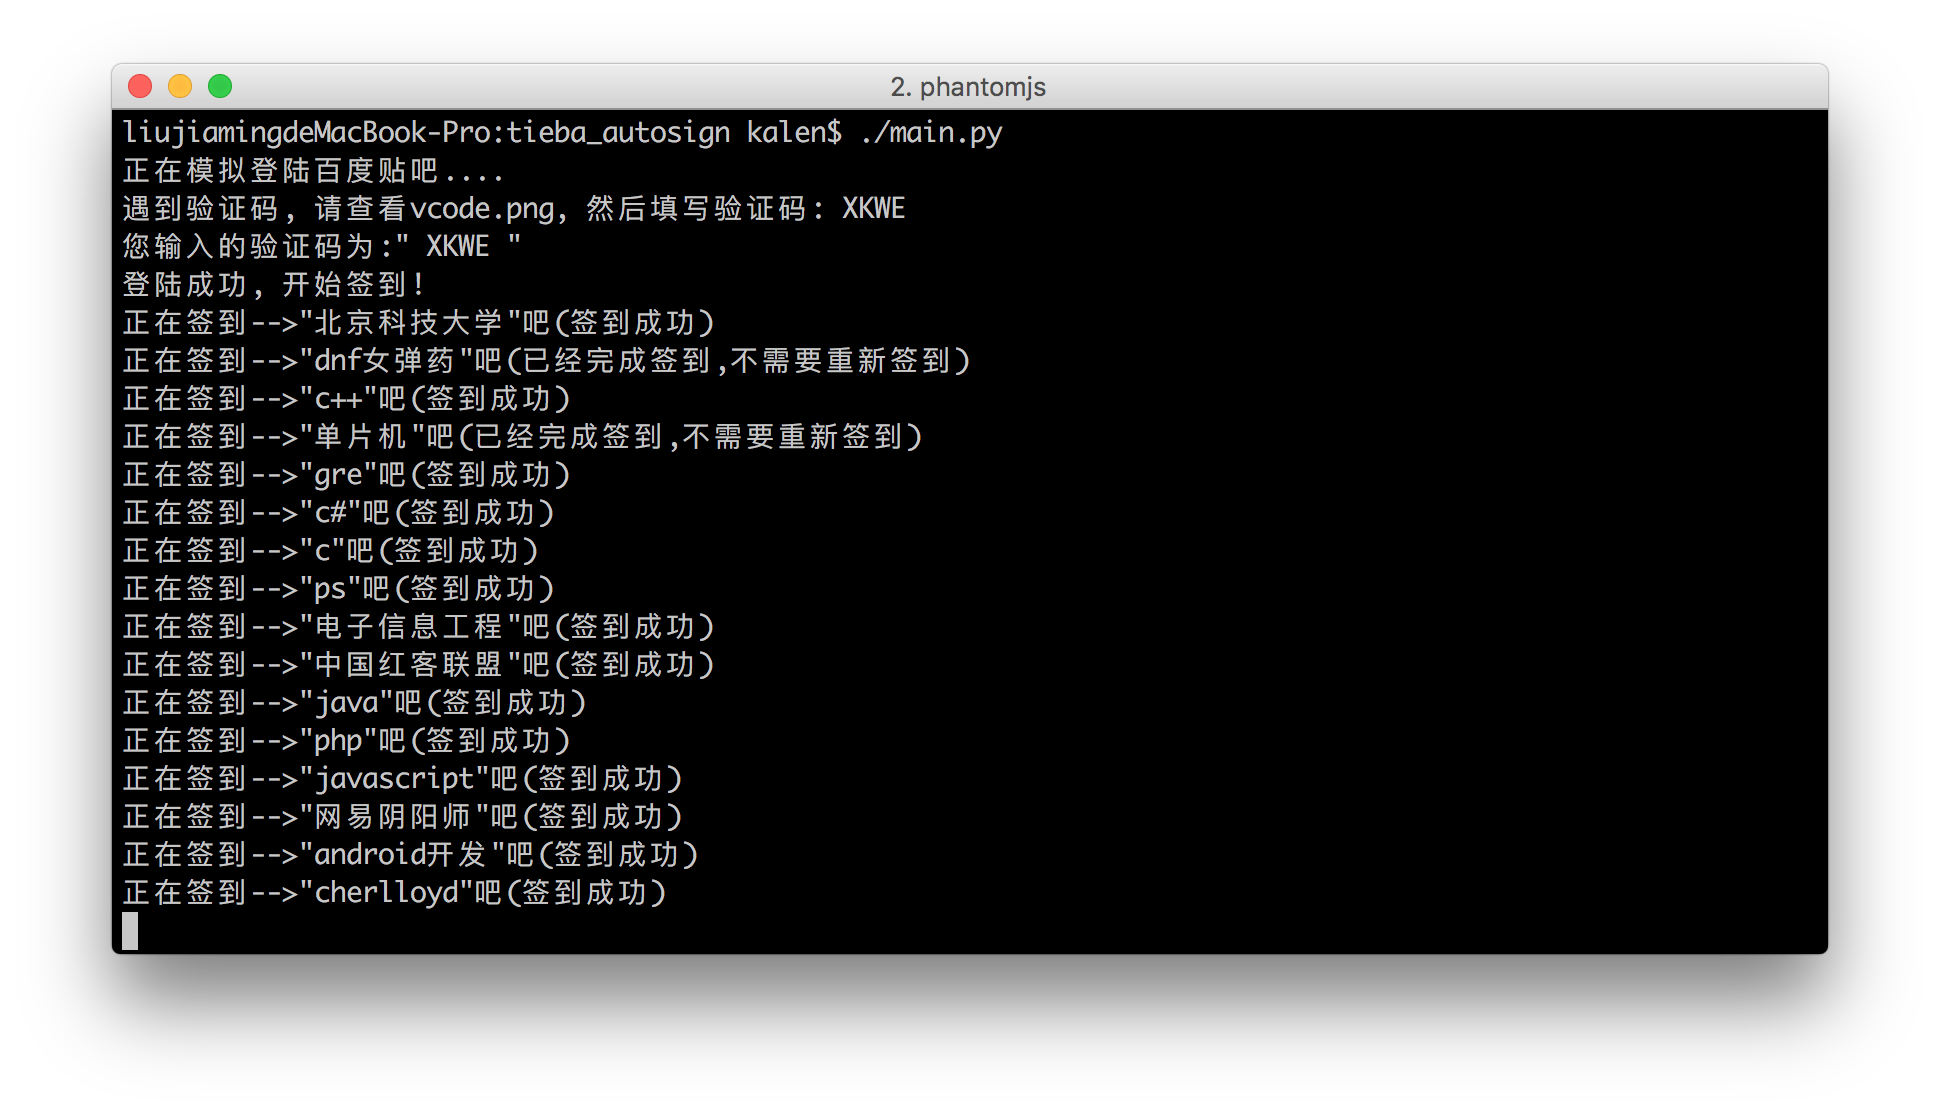 2. phantomjs
liujiamingdeMacBook-Pro:tieba_autosign kalen$ ./main.py
正在模拟登陆百度贴吧....
遇到验证码，请查看vcode.png，然后填写验证码: XKWE
您输入的验证码为:" XKWE "
登陆成功，开始签到！
正在签到-->"北京科技大学"吧(签到成功)
正在签到-->"dnf女弹药"吧(已经完成签到,不需要重新签到)
正在签到-->"c++"吧(签到成功)
正在签到-->"单片机"吧(已经完成签到,不需要重新签到)
正在签到-->"gre"吧(签到成功)
正在签到-->"c#"吧(签到成功)
正在签到-->"c"吧(签到成功)
正在签到-->"ps"吧(签到成功)
正在签到-->"电子信息工程"吧(签到成功)
正在签到-->"中国红客联盟"吧(签到成功)
正在签到-->"java"吧(签到成功)
正在签到-->"php"吧(签到成功)
正在签到-->"javascript"吧(签到成功)
正在签到-->"网易阴阳师"吧(签到成功)
正在签到-->"android开发"吧(签到成功)
正在签到-->"cherlloyd"吧(签到成功)